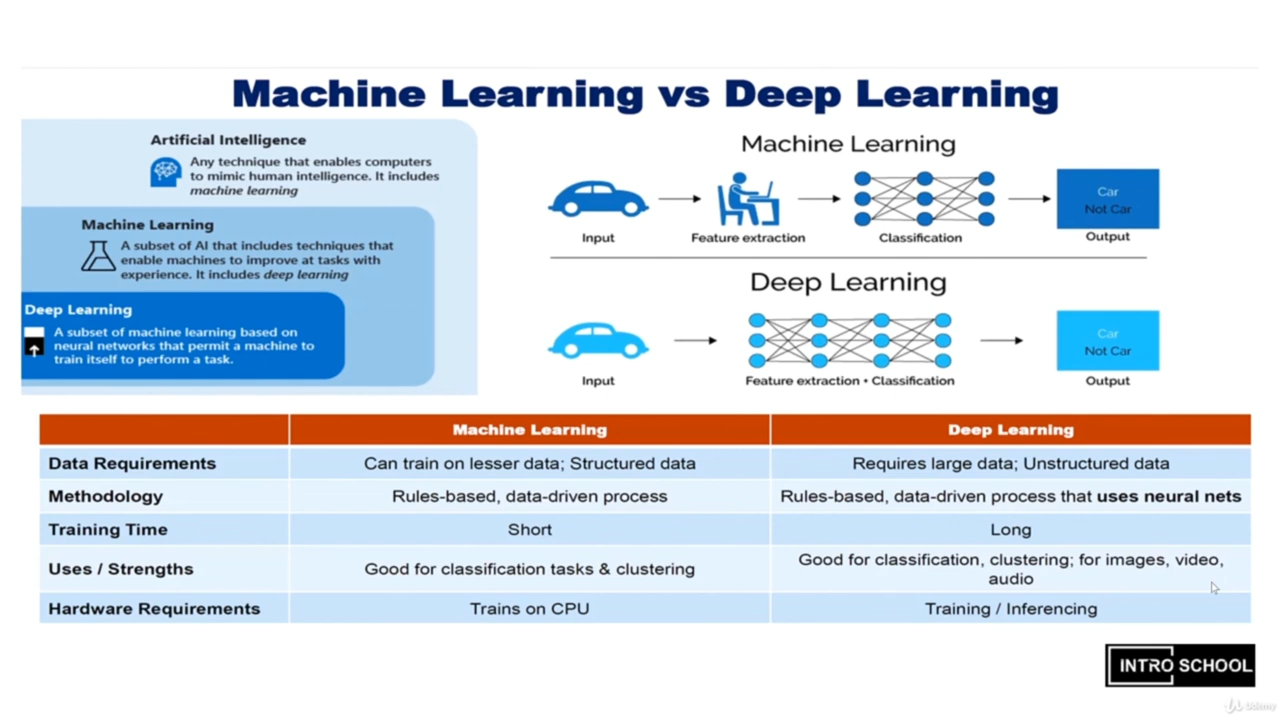 Machine Learning vs Deep Learning
Artificial Intelligence
Any technique that enables computers
to mimic human intelligence. It includes
machine learning
Machine Learning
A subset of AI that includes techniques that
enable machines to improve at tasks with
experience. It includes deep learning
Deep Learning
A subset of machine learning based on
neural networks that permit a machine to
train itself to perform a task.
Machine Learning
Input
Feature extraction
Classification
Car
Not Car
Output
Deep Learning
Input
Feature extraction + Classification
Car
Not Car
Output
Machine Learning Deep Learning
Data Requirements Can train on lesser data; Structured data Requires large data; Unstructured data
Methodology Rules-based, data-driven process Rules-based, data-driven process that uses neural nets
Training Time Short Long
Uses / Strengths Good for classification tasks & clustering Good for classification, clustering; for images, video,
audio
Hardware Requirements Trains on CPU Training / Inferencing
INTRO SCHOOL
Udemy